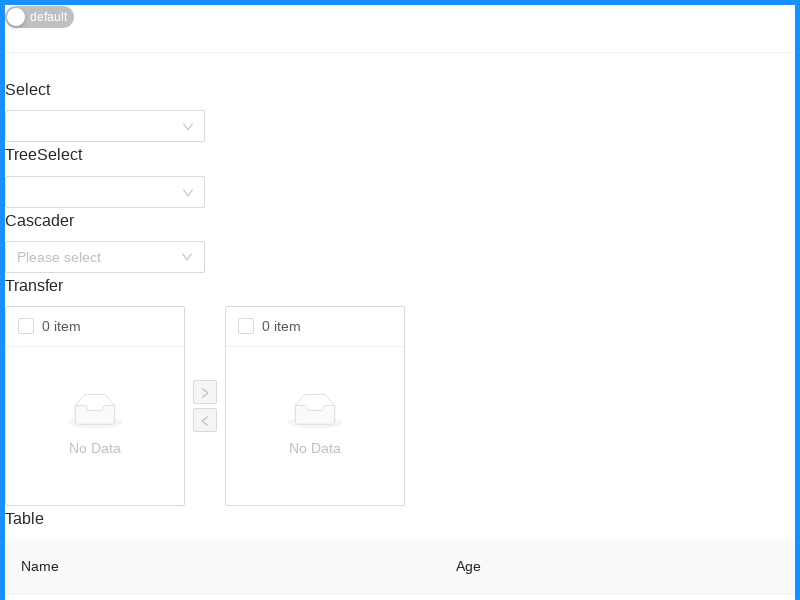 default
Select
TreeSelect
Cascader
Please select
Transfer
0 item
0 item
No Data
No Data
Table
Name Age